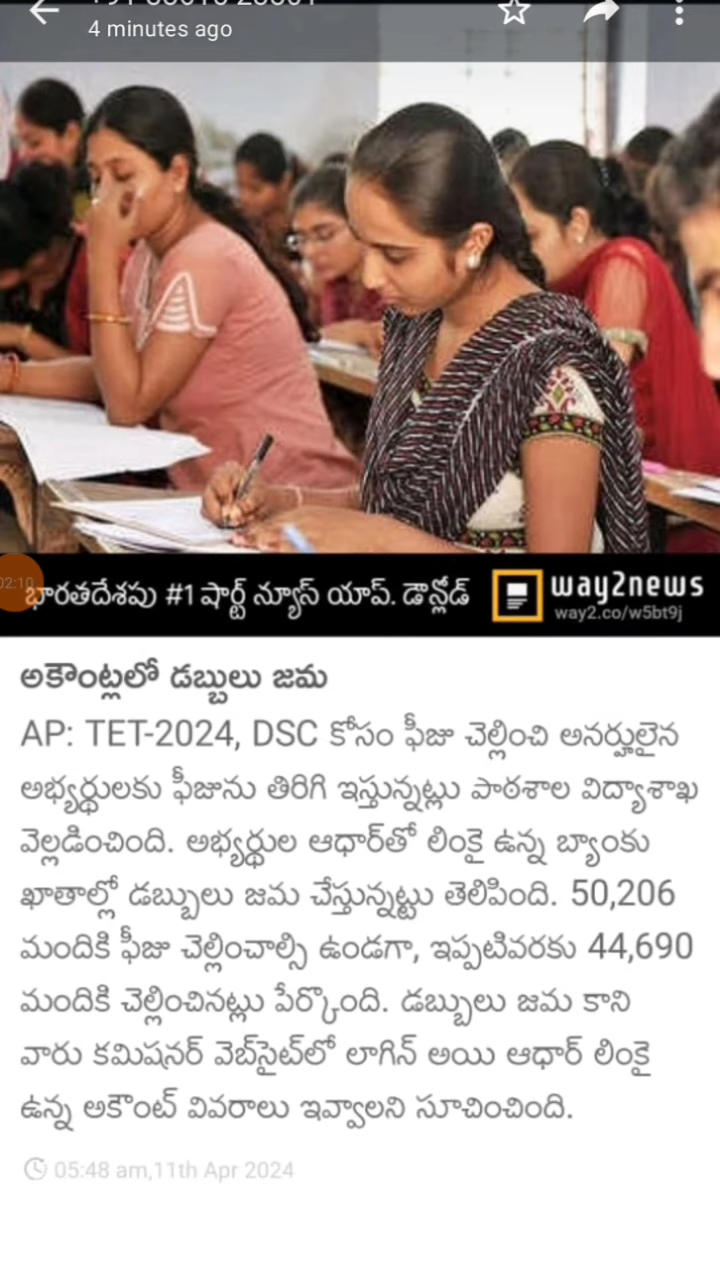 4 minutes ago
02:10
భారతదేశపు #1 షార్ట్ న్యూస్ యాప్. డౌన్లోడ్
way2news
way2.co/w5bt9j
అకౌంట్లలో డబ్బులు జమ
AP: TET-2024, DSC కోసం ఫీజు చెల్లించి అనర్హులైన
అభ్యర్థులకు ఫీజును తిరిగి ఇస్తున్నట్లు పాఠశాల విద్యాశాఖ
వెల్లడించింది. అభ్యర్థుల ఆధార్‌తో లింకై ఉన్న బ్యాంకు
ఖాతాల్లో డబ్బులు జమ చేస్తున్నట్టు తెలిపింది. 50,206
మందికి ఫీజు చెల్లించాల్సి ఉండగా, ఇప్పటివరకు 44,690
మందికి చెల్లించినట్లు పేర్కొంది. డబ్బులు జమ కాని
వారు కమిషనర్ వెబ్‌సైట్‌లో లాగిన్ అయి ఆధార్ లింకై
ఉన్న అకౌంట్ వివరాలు ఇవ్వాలని సూచించింది.
05:48 am,11th Apr 2024